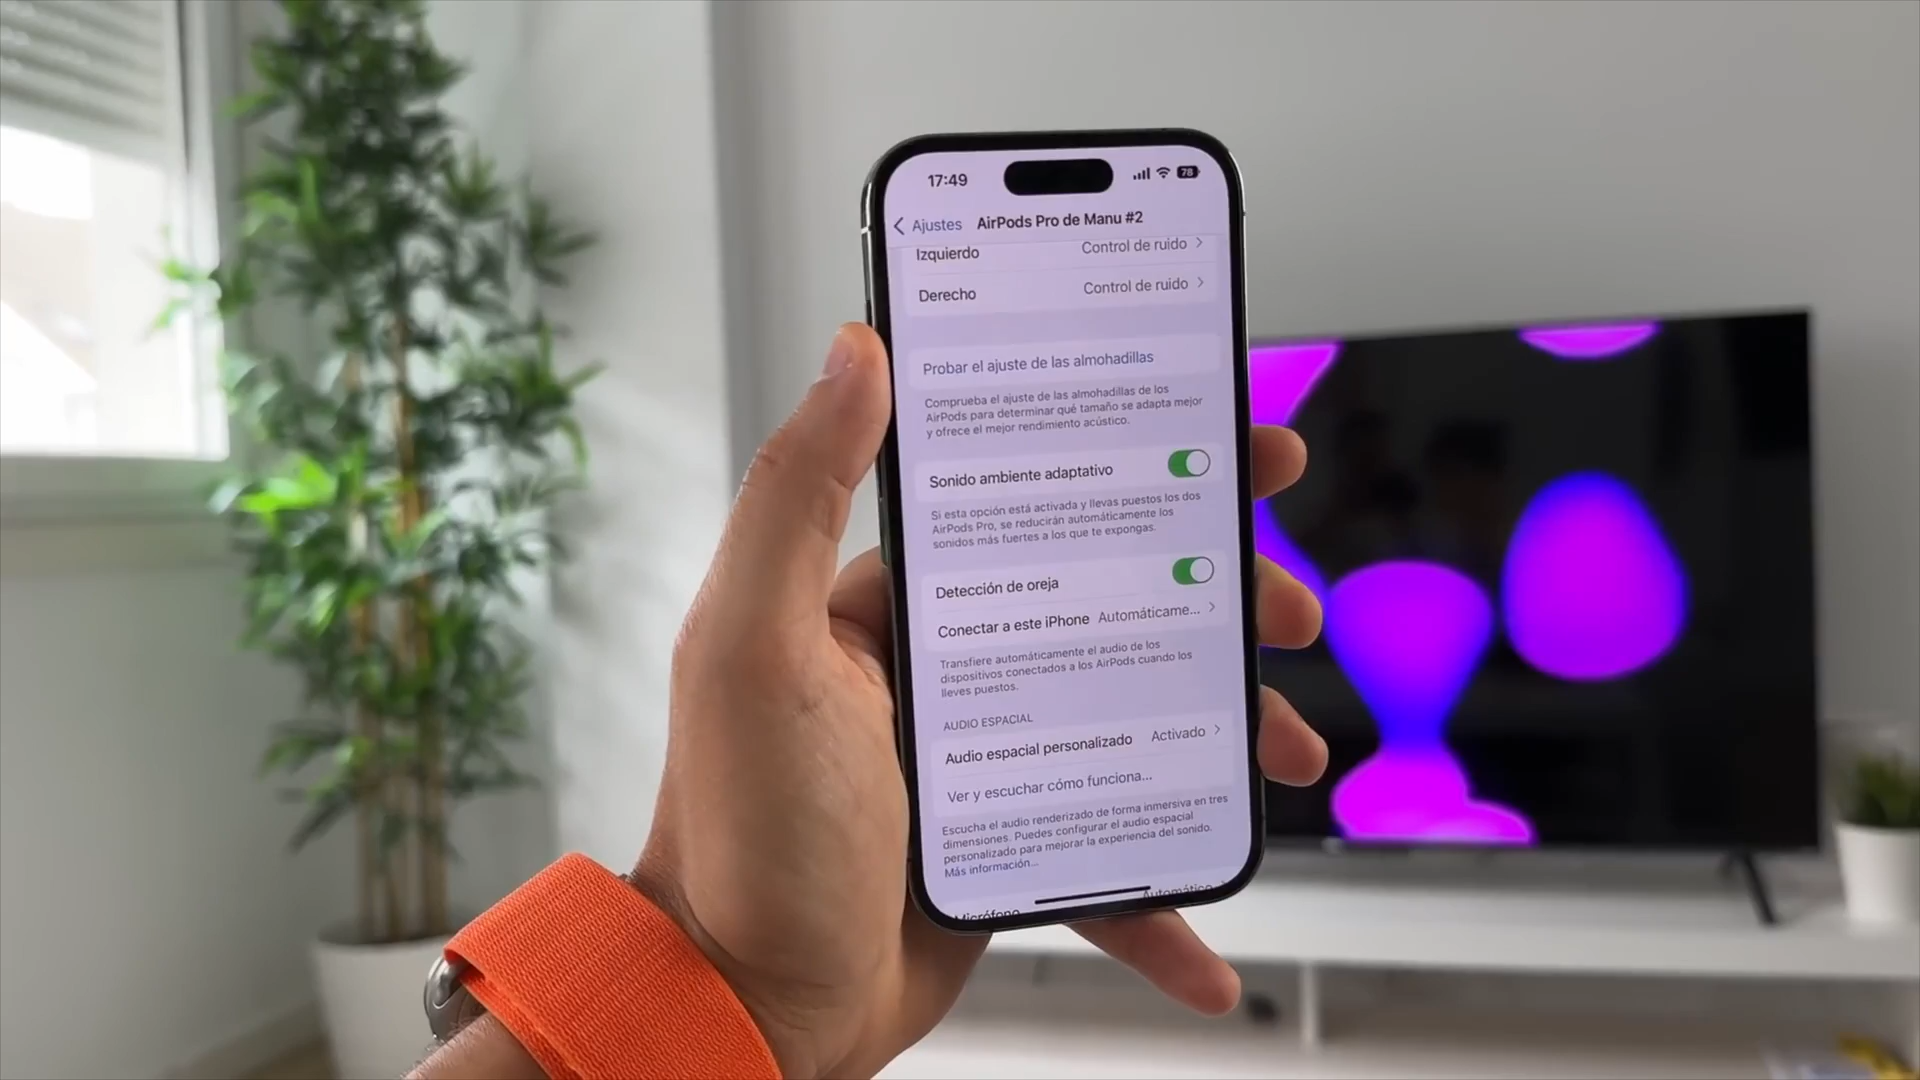 17:49
78
Ajustes AirPods Pro de Manu #2
Izquierdo Control de ruido
Derecho Control de ruido
Probar el ajuste de las almohadillas
Comprueba el ajuste de las almohadillas de los
AirPods para determinar qué tamaño se adapta mejor
y ofrece el mejor rendimiento acústico.
Sonido ambiente adaptativo
Si esta opción está activada y llevas puestos los dos
AirPods Pro, se reducirán automáticamente los
sonidos más fuertes a los que te expongas.
Detección de oreja
Conectar a este iPhone Automáticame...
Transfiere automáticamente el audio de los
dispositivos conectados a los AirPods cuando los
lleves puestos.
AUDIO ESPACIAL
Audio espacial personalizado Activado
Ver y escuchar cómo funciona...
Escucha el audio renderizado de forma inmersiva en tres
dimensiones. Puedes configurar el audio espacial
personalizado para mejorar la experiencia del sonido.
Más información...
Micrófono Automático